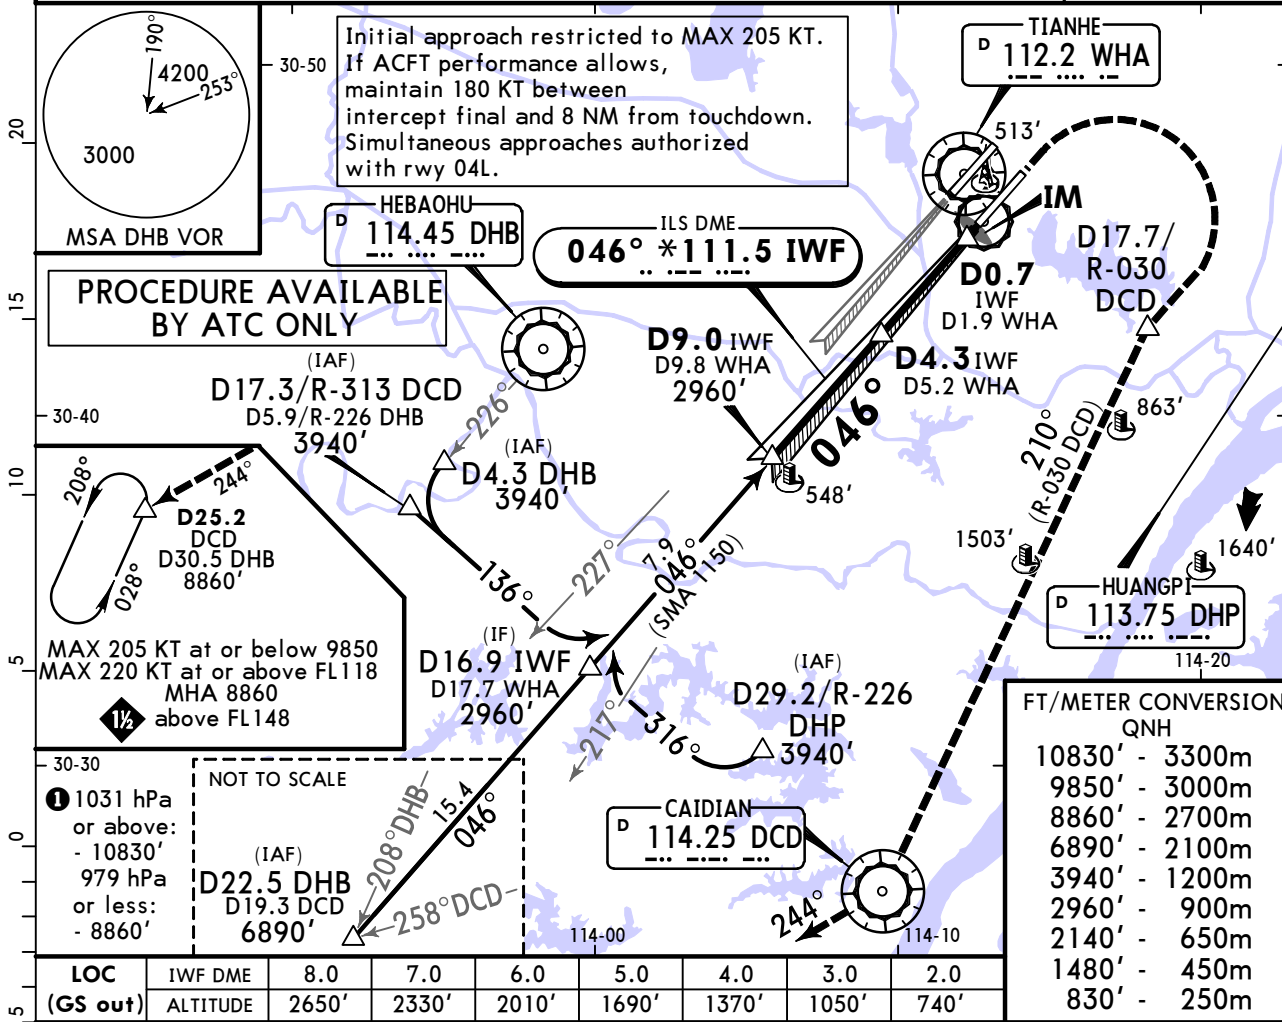 190°
4200
253°
3000
MSA DHB VOR
30-50
Initial approach restricted to MAX 205 KT.
If ACFT performance allows,
maintain 180 KT between
intercept final and 8 NM from touchdown.
Simultaneous approaches authorized
with rwy 04L.
TIANHE
D 112.2 WHA
513'
HEBAOHU
D 114.45 DHB
ILS DME
046° *111.5 IWF
IM
D17.7/
R-030
DCD
D0.7
IWF
D1.9 WHA
PROCEDURE AVAILABLE
BY ATC ONLY
D9.0 IWF
D9.8 WHA
2960'
D4.3 IWF
D5.2 WHA
046°
(IAF)
D17.3/R-313 DCD
D5.9/R-226 DHB
3940'
226°
30-40
(IAF)
D4.3 DHB
3940'
863'
210°
(R-030 DCD)
548'
208°
244°
D25.2
DCD
D30.5 DHB
8860'
028°
1503'
1640'
136°
227°
7.9
046°
(SMA 1150)
HUANGPI
D 113.75 DHP
MAX 205 KT at or below 9850
MAX 220 KT at or above FL118
MHA 8860
1½ above FL148
(IF)
D16.9 IWF
D17.7 WHA
2960'
217°
316°
(IAF)
D29.2/R-226
DHP
3940'
114-20
30-30
NOT TO SCALE
1 1031 hPa
or above:
- 10830'
979 hPa
or less:
- 8860'
(IAF)
D22.5 DHB
D19.3 DCD
6890'
208°DHB
258°DCD
15.4
046°
CAIDIAN
D 114.25 DCD
244°
114-00
114-10
FT/METER CONVERSION
QNH
10830' - 3300m
9850' - 3000m
8860' - 2700m
6890' - 2100m
3940' - 1200m
2960' - 900m
2140' - 650m
1480' - 450m
830' - 250m
20
15
10
5
0
5
LOC IWF DME 8.0 7.0 6.0 5.0 4.0 3.0 2.0
(GS out) ALTITUDE 2650' 2330' 2010' 1690' 1370' 1050' 740'